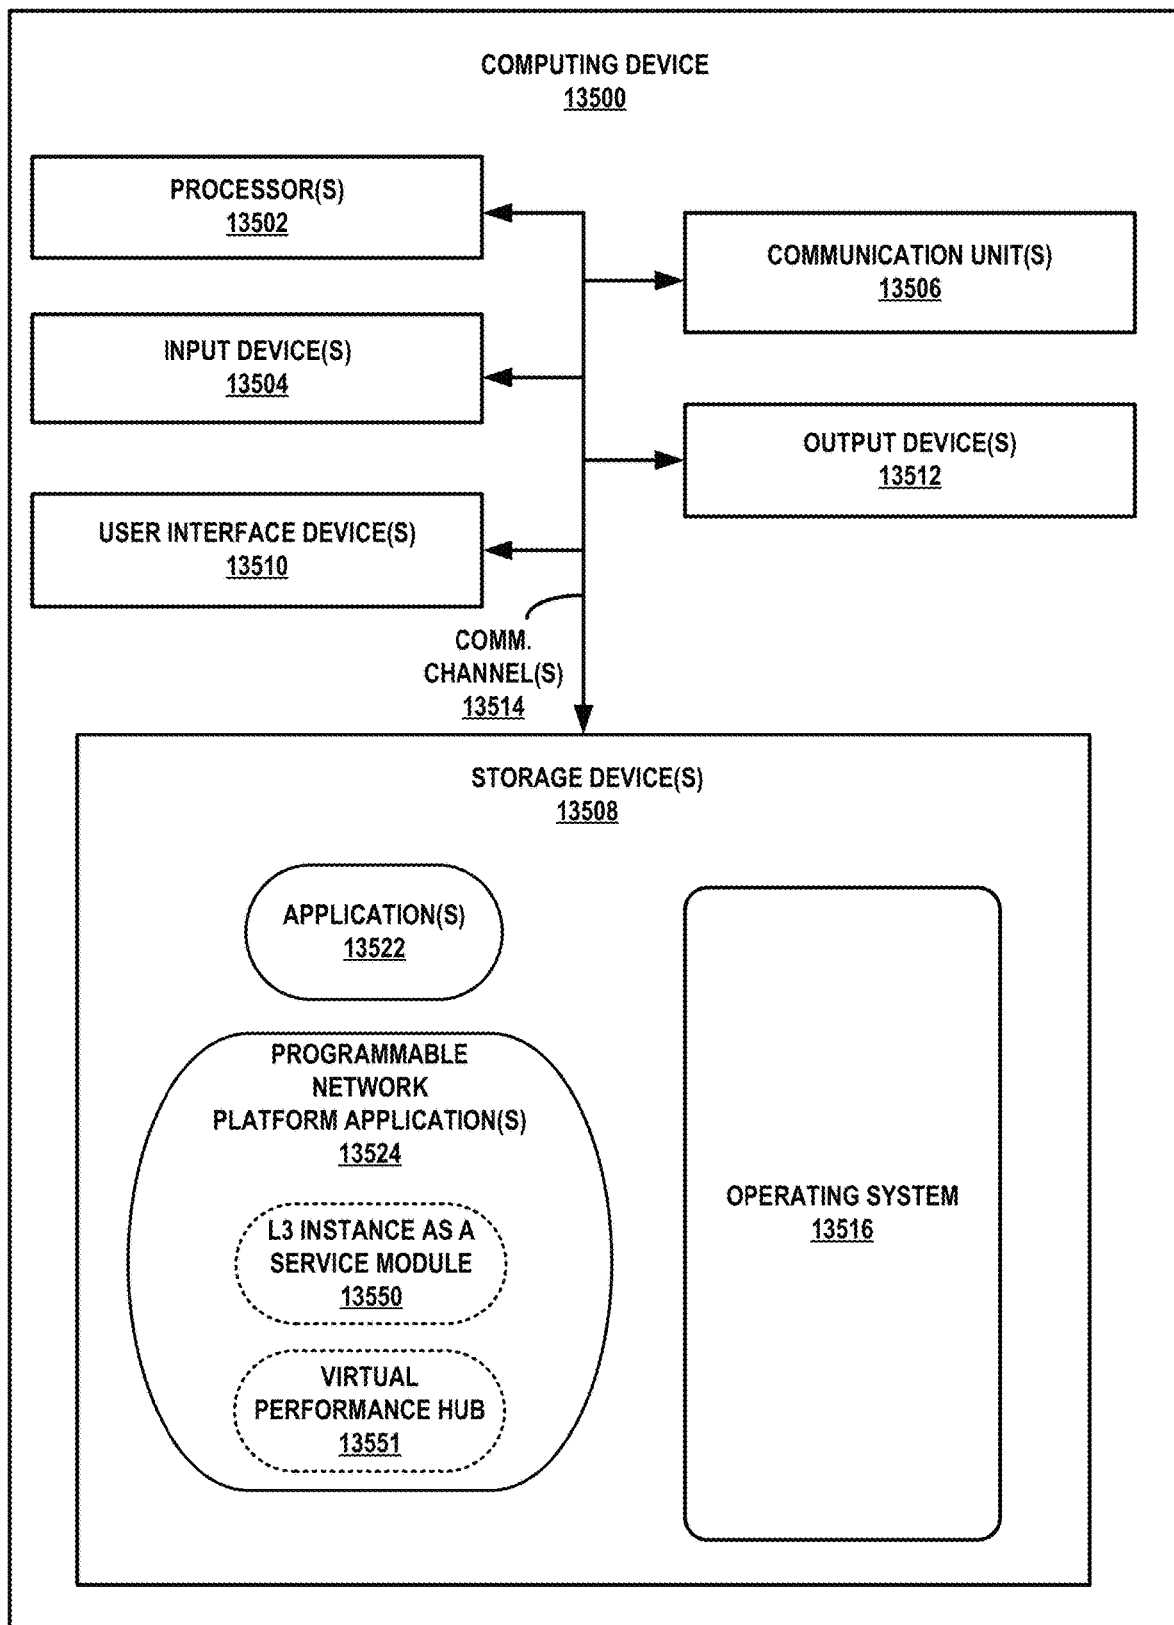 COMPUTING DEVICE
13500
PROCESSOR(S)
13502
COMMUNICATION UNIT(S)
13506
INPUT DEVICE(S)
13504
OUTPUT DEVICE(S)
13512
USER INTERFACE DEVICE(S)
13510
COMM.
CHANNEL(S)
13514
STORAGE DEVICE(S)
13508
APPLICATION(S)
13522
PROGRAMMABLE
NETWORK
PLATFORM APPLICATION(S)
13524
L3 INSTANCE AS A
SERVICE MODULE
13550
VIRTUAL
PERFORMANCE HUB
13551
OPERATING SYSTEM
13516